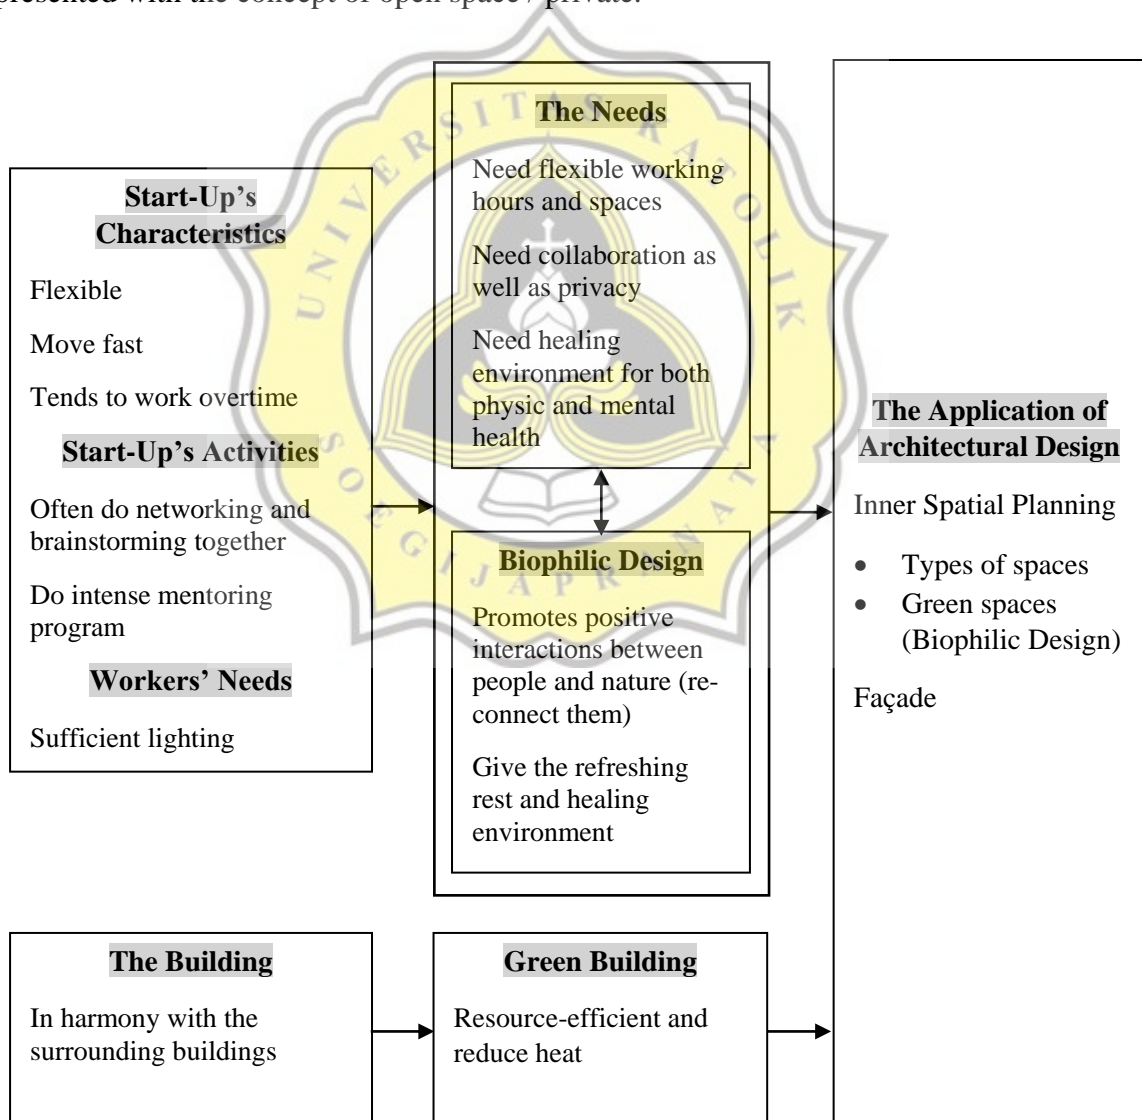 presented with the concept of open space / private.
Start-Up’s
Characteristics
Flexible
Move fast
Tends to work overtime
Start-Up’s Activities
Often do networking and
brainstorming together
Do intense mentoring
program
Workers’ Needs
Sufficient lighting
The Needs
Need flexible working
hours and spaces
Need collaboration as
well as privacy
Need healing
environment for both
physic and mental
health
Biophilic Design
Promotes positive
interactions between
people and nature (re-
connect them)
Give the refreshing
rest and healing
environment
The Application of
Architectural Design
Inner Spatial Planning
• Types of spaces
• Green spaces
(Biophilic Design)
Façade
The Building
In harmony with the
surrounding buildings
Green Building
Resource-efficient and
reduce heat
UNIVERSITAS KATOLIK
SOEGIJAPRANATA